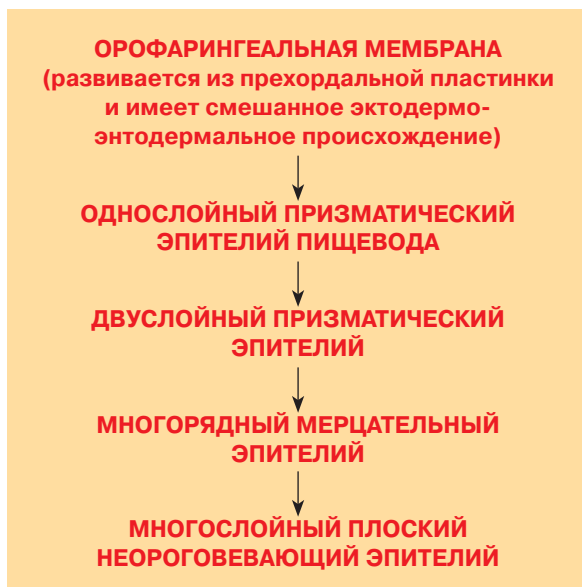 ОРОФАРИНГЕАЛЬНАЯ МЕМБРАНА
(развивается из прехордальной пластинки
и имеет смешанное эктодермо-
энтодермальное происхождение)
ОДНОСЛОЙНЫЙ ПРИЗМАТИЧЕСКИЙ
ЭПИТЕЛИЙ ПИЩЕВОДА
ДВУСЛОЙНЫЙ ПРИЗМАТИЧЕСКИЙ
ЭПИТЕЛИЙ
МНОГОРЯДНЫЙ МЕРЦАТЕЛЬНЫЙ
ЭПИТЕЛИЙ
МНОГОСЛОЙНЫЙ ПЛОСКИЙ
НЕОРОГОВЕВАЮЩИЙ ЭПИТЕЛИЙ